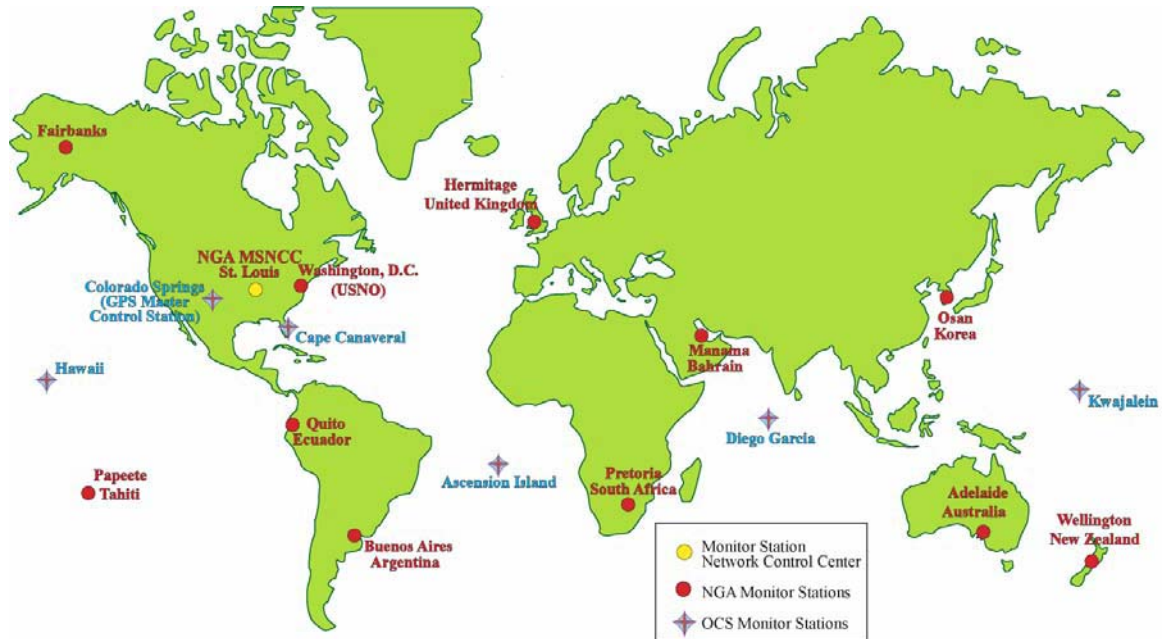 Fairbanks
Hermitage
United Kingdom
NGA MSNCC
St. Louis
Washington, D.C.
(USNO)
Colorado Springs
(GPS Master
Control Station)
Cape Canaveral
Osan
Korea
Manama
Bahrain
Hawaii
Kwajalein
Quito
Ecuador
Diego Garcia
Papeete
Tahiti
Ascension Island
Pretoria
South Africa
Adelaide
Australia
Wellington
New Zealand
Buenos Aires
Argentina
Monitor Station
Network Control Center
NGA Monitor Stations
OCS Monitor Stations